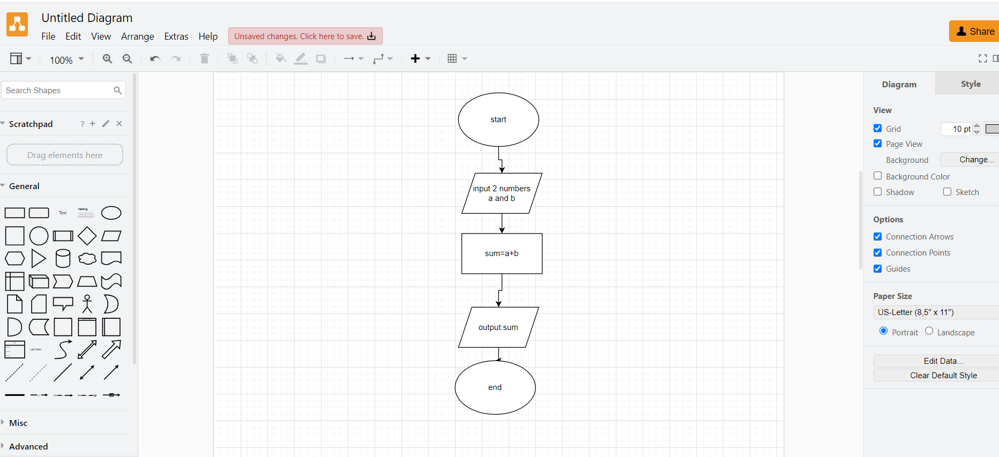 Untitled Diagram
File Edit View Arrange Extras Help Unsaved changes. Click here to save.
Share
100%
Search Shapes
Scratchpad ?
Drag elements here
General
Text
Heading
List Item
Misc
Advanced
start
input 2 numbers
a and b
sum=a+b
output:sum
end
Diagram Style
View
Grid 10 pt
Page View
Background Change...
Background Color
Shadow Sketch
Options
Connection Arrows
Connection Points
Guides
Paper Size
US-Letter (8,5" x 11")
Portrait Landscape
Edit Data...
Clear Default Style